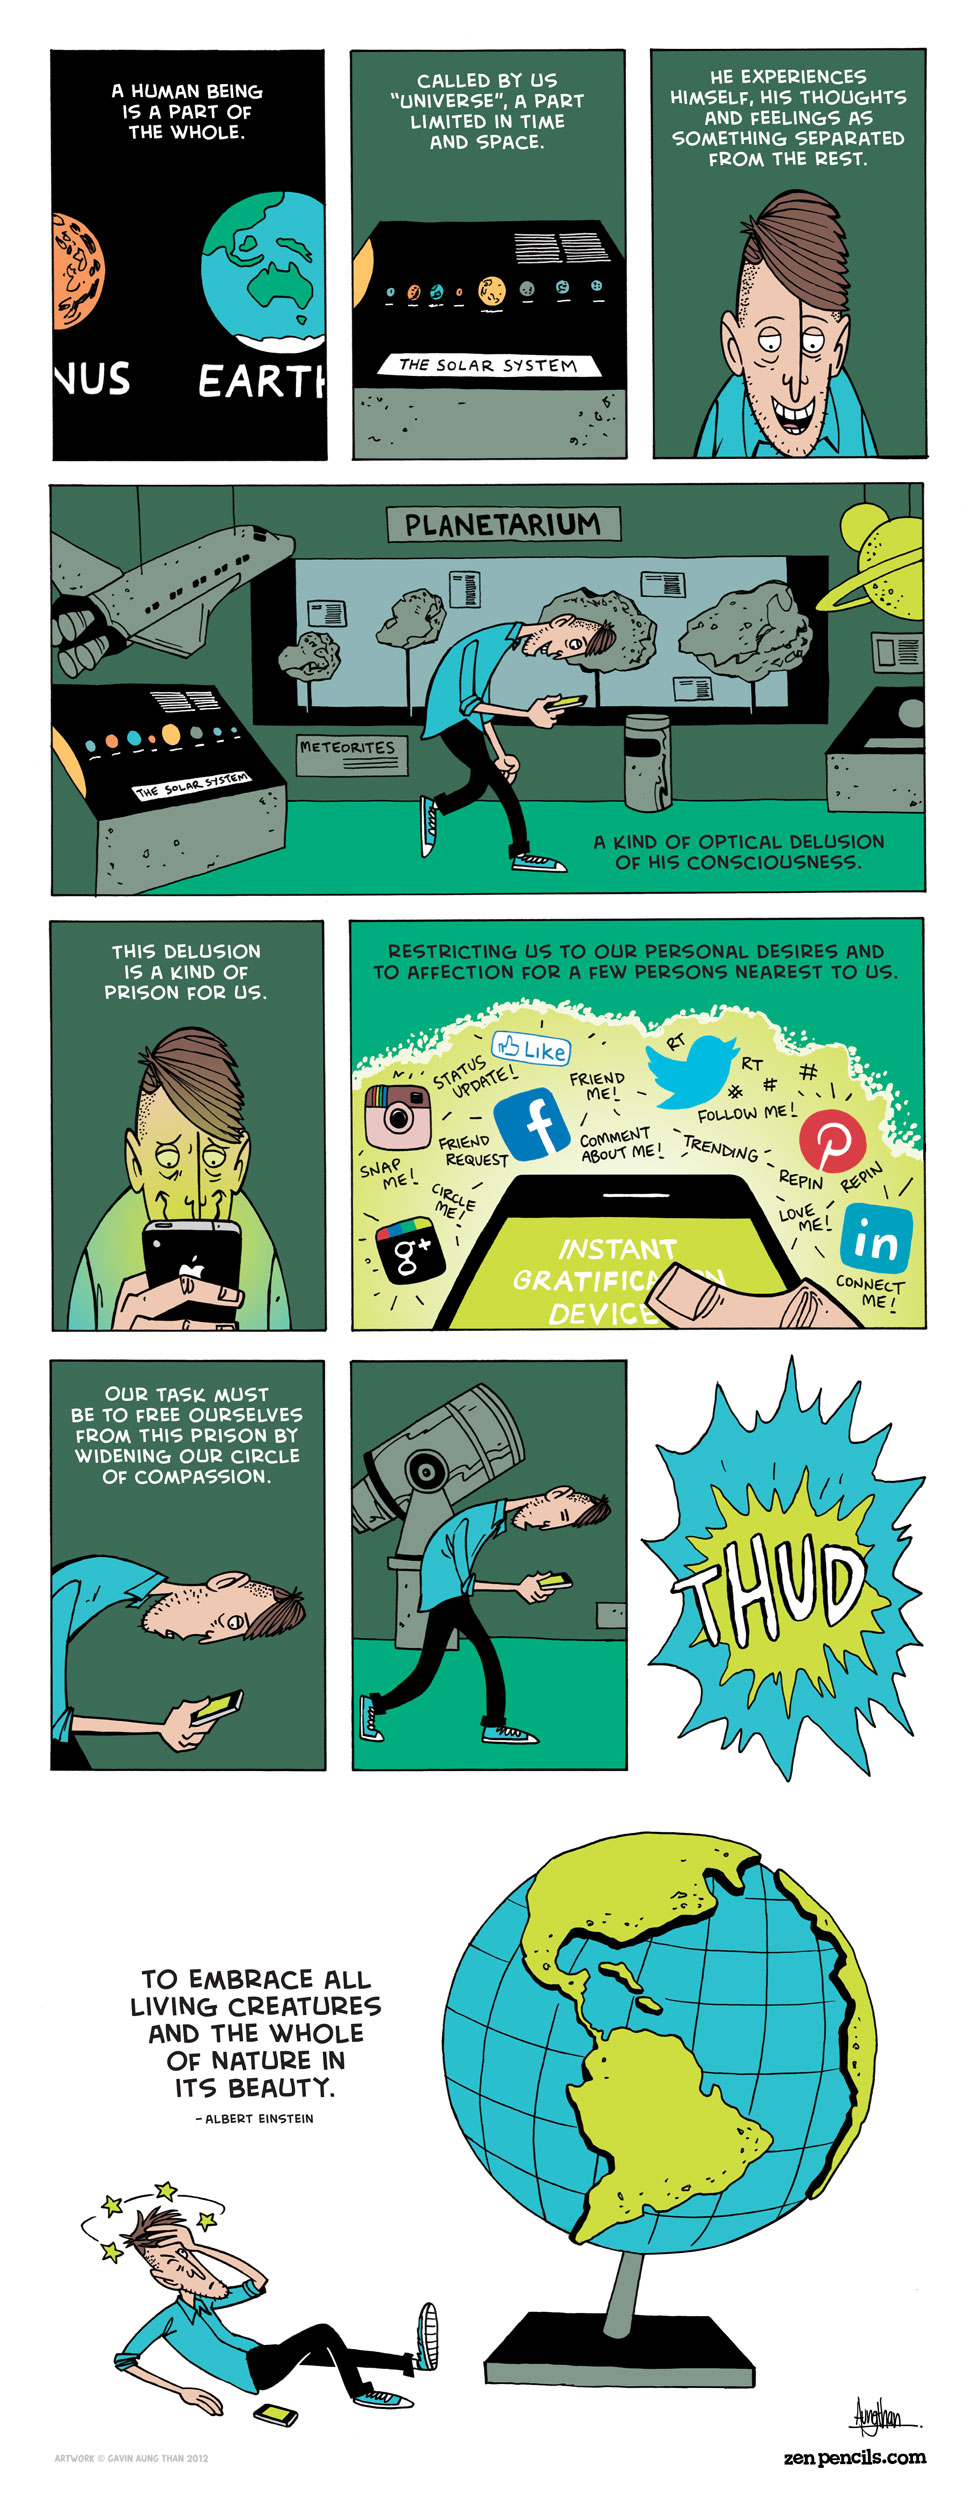 A HUMAN BEING
IS A PART OF
THE WHOLE.
NUS
EARTH
CALLED BY US
"UNIVERSE", A PART
LIMITED IN TIME
AND SPACE.
THE SOLAR SYSTEM
HE EXPERIENCES
HIMSELF, HIS THOUGHTS
AND FEELINGS AS
SOMETHING SEPARATED
FROM THE REST.
PLANETARIUM
METEORITES
THE SOLAR SYSTEM
A KIND OF OPTICAL DELUSION
OF HIS CONSCIOUSNESS.
THIS DELUSION
IS A KIND OF
PRISON FOR US.
RESTRICTING US TO OUR PERSONAL DESIRES AND
TO AFFECTION FOR A FEW PERSONS NEAREST TO US.
Like
STATUS
UPDATE!
FRIEND
ME!
RT
RT
# # #
FOLLOW ME!
f
SNAP
ME!
FRIEND
REQUEST
COMMENT
ABOUT ME!
TRENDING
P
REPIN
REPIN
CIRCLE
ME!
LOVE
ME!
g+
in
CONNECT
ME!
INSTANT
GRATIFICATION
DEVICE
OUR TASK MUST
BE TO FREE OURSELVES
FROM THIS PRISON BY
WIDENING OUR CIRCLE
OF COMPASSION.
THUD
TO EMBRACE ALL
LIVING CREATURES
AND THE WHOLE
OF NATURE IN
ITS BEAUTY.
- ALBERT EINSTEIN
Aungthan
ARTWORK © GAVIN AUNG THAN 2012
zenpencils.com